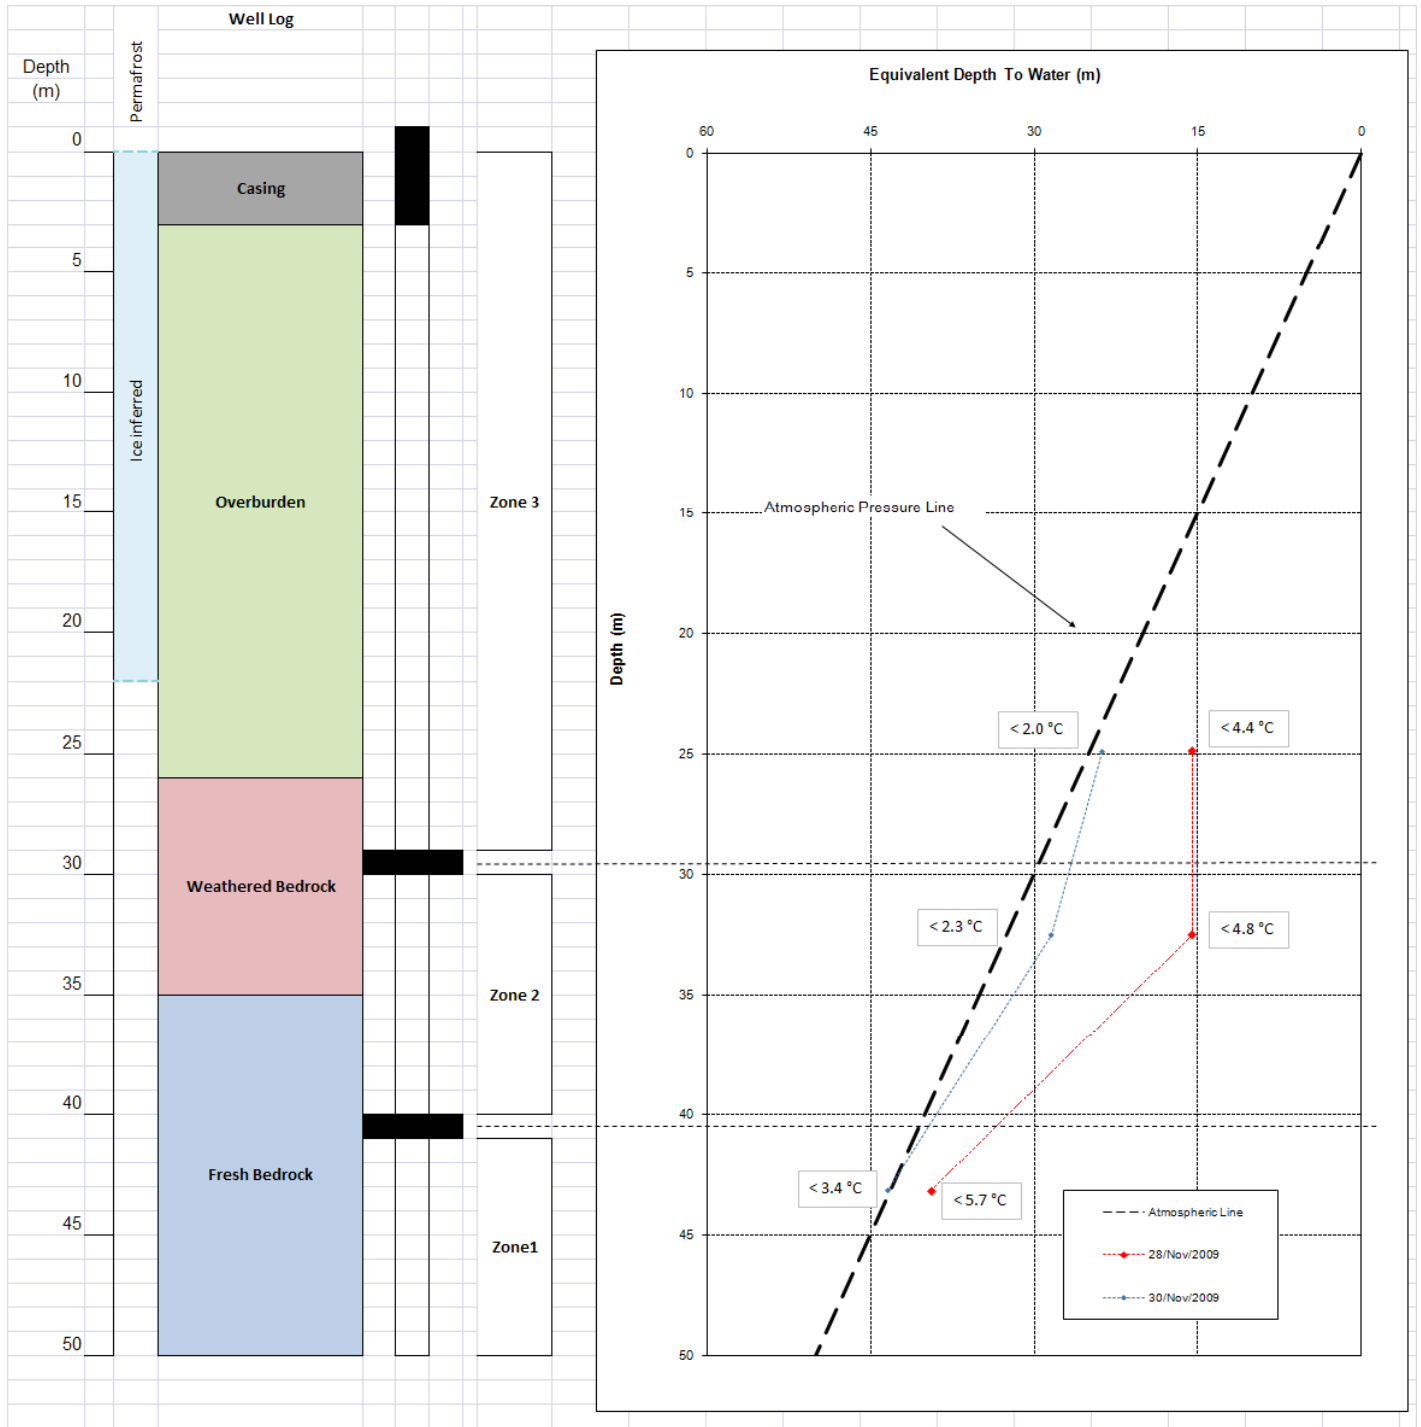 Well Log
Depth
(m)
Permafrost
0
5
10
15
20
25
30
35
40
45
50
Ice inferred
Casing
Overburden
Weathered Bedrock
Fresh Bedrock
Zone 3
Zone 2
Zone1
Equivalent Depth To Water (m)
60 45 30 15 0
Depth (m)
0
5
10
15
20
25
30
35
40
45
50
Atmospheric Pressure Line
< 2.0 °C
< 4.4 °C
< 2.3 °C
< 4.8 °C
< 3.4 °C
< 5.7 °C
Atmospheric Line
28/Nov/2009
30/Nov/2009